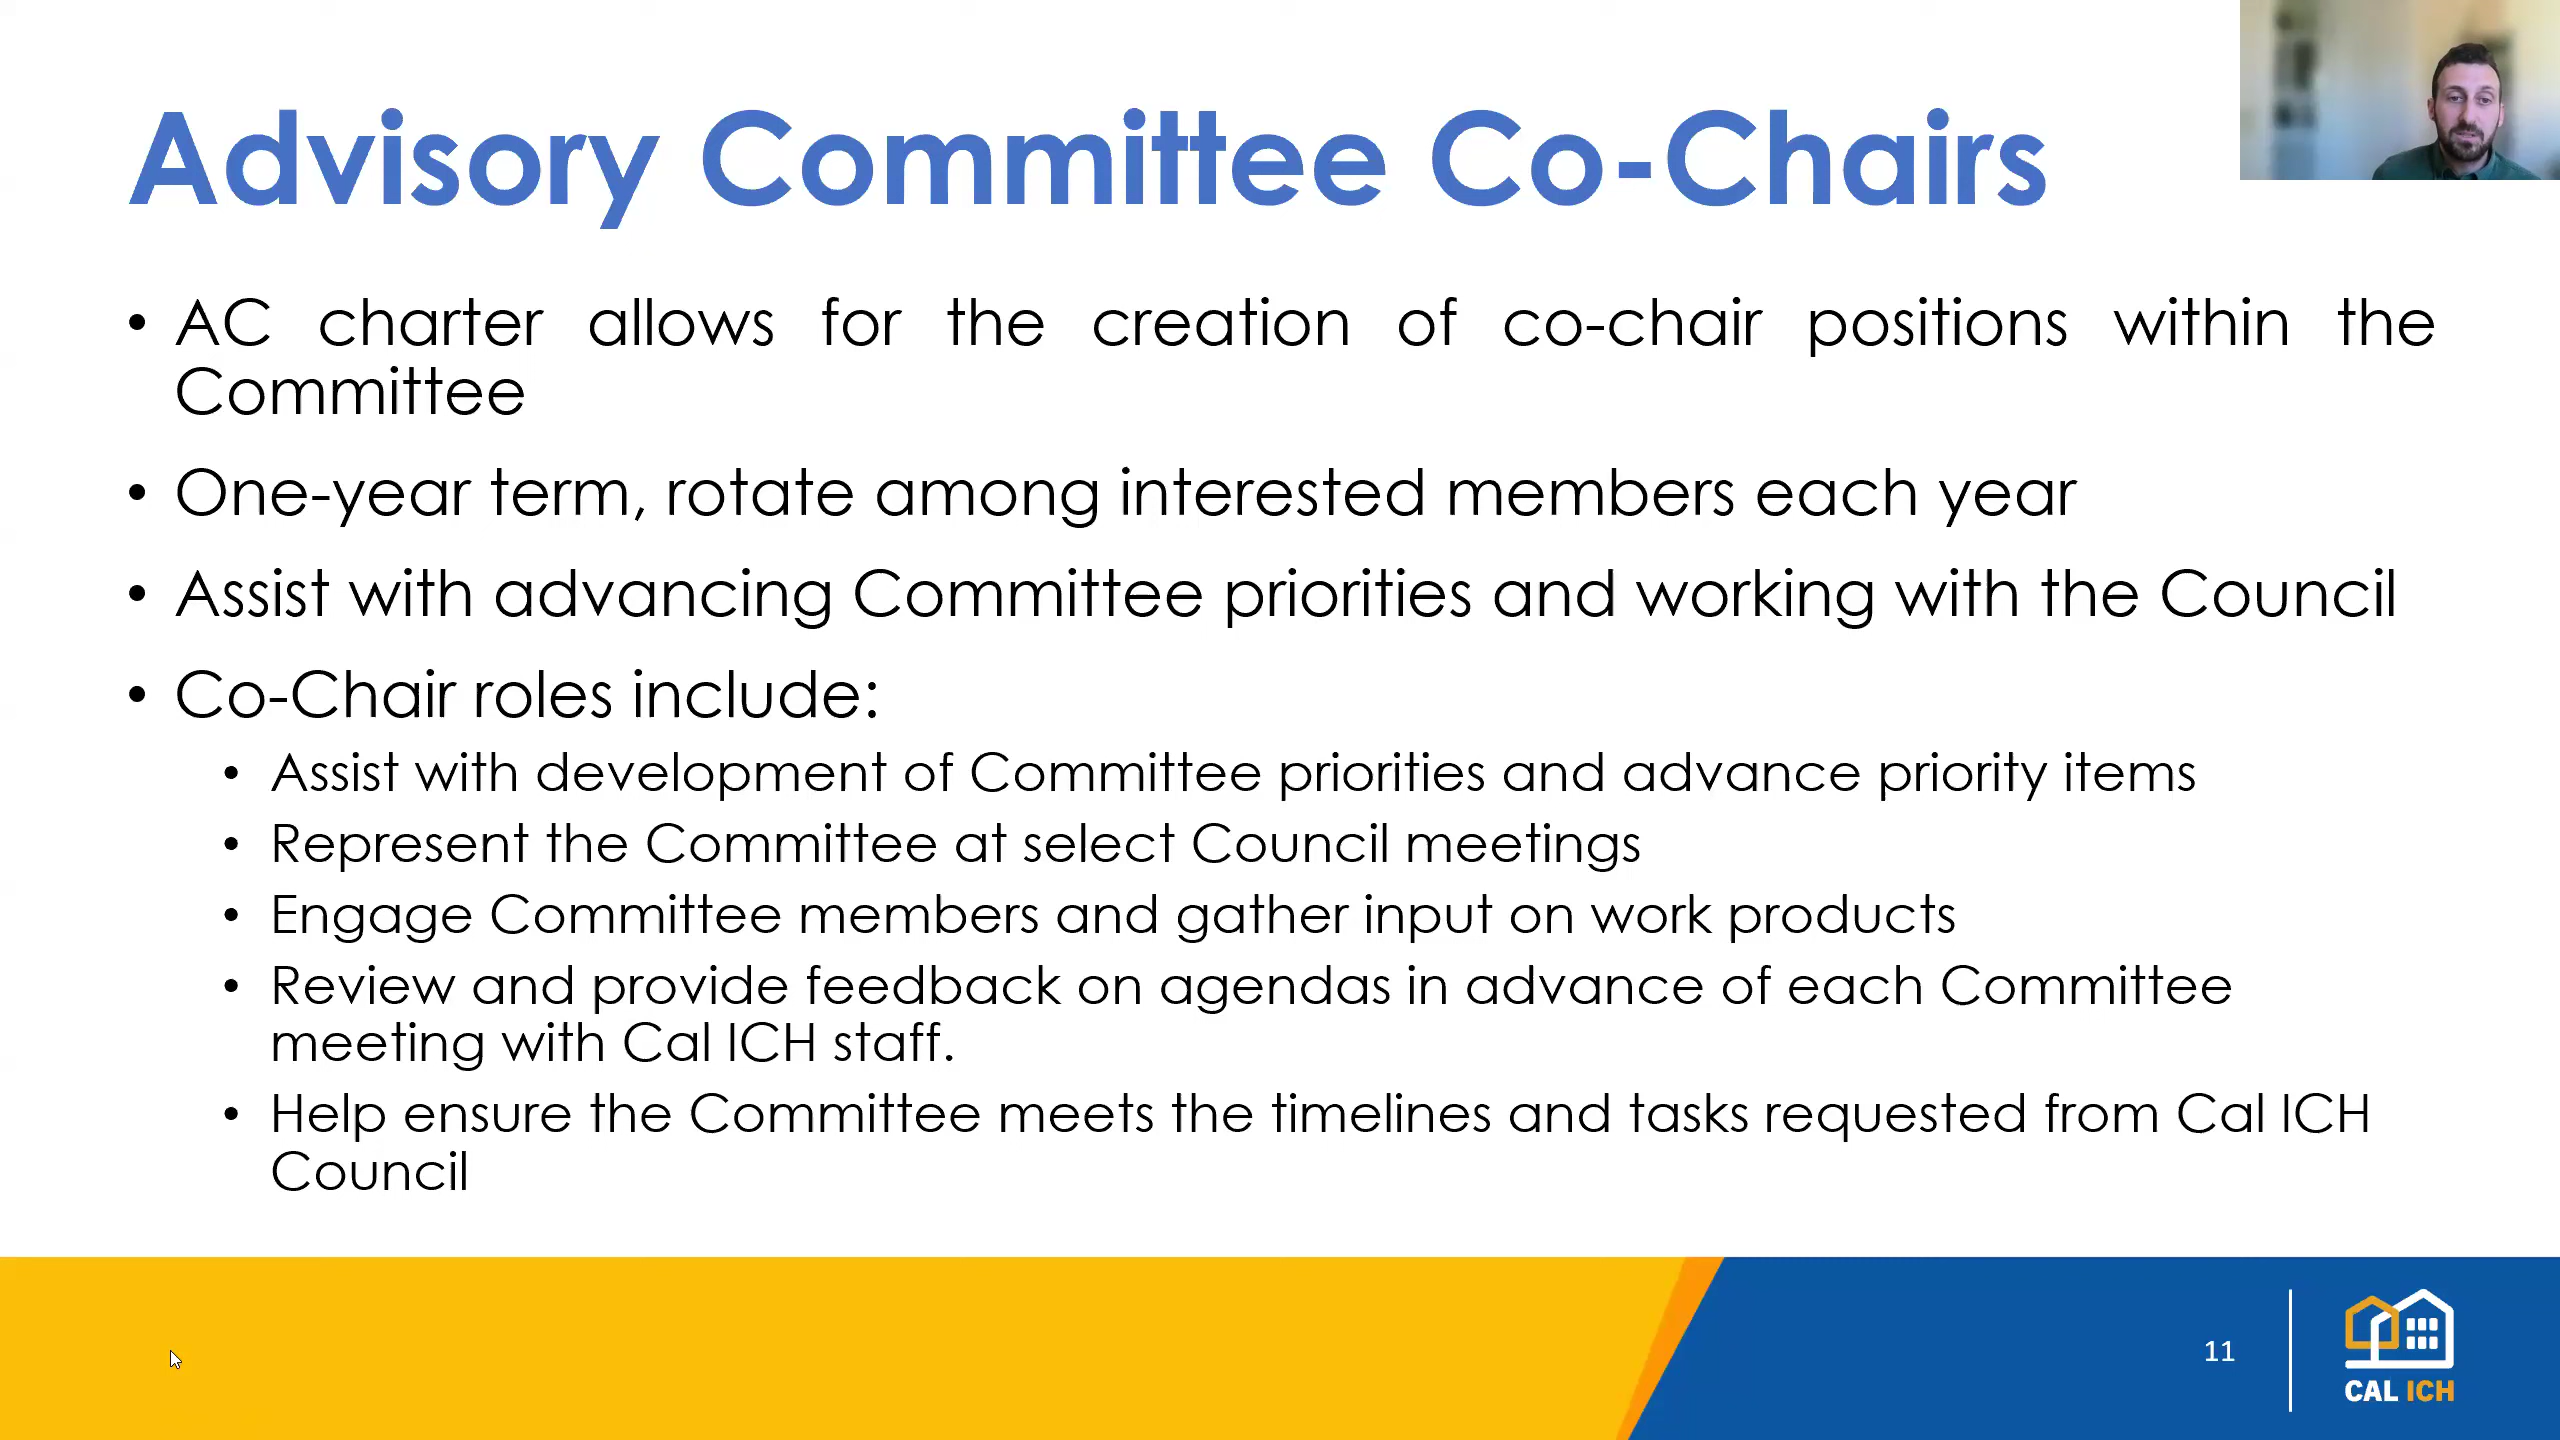 Advisory Committee Co-Chairs
• AC charter allows for the creation of co-chair positions within the
Committee
• One-year term, rotate among interested members each year
• Assist with advancing Committee priorities and working with the Council
• Co-Chair roles include:
• Assist with development of Committee priorities and advance priority items
• Represent the Committee at select Council meetings
• Engage Committee members and gather input on work products
• Review and provide feedback on agendas in advance of each Committee
meeting with Cal ICH staff.
• Help ensure the Committee meets the timelines and tasks requested from Cal ICH
Council
11
CAL ICH